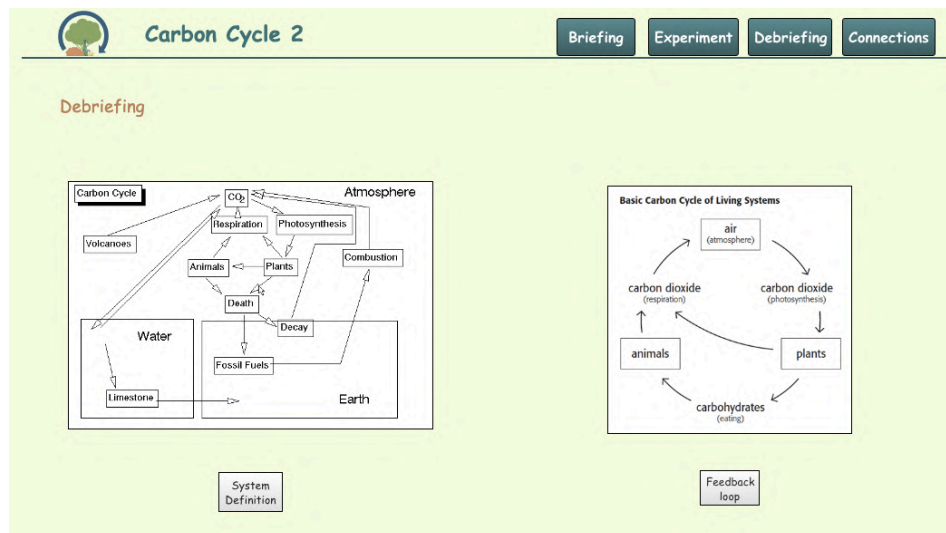 Carbon Cycle 2
Briefing
Experiment
Debriefing
Connections
Debriefing
Carbon Cycle
CO2
Atmosphere
Respiration
Photosynthesis
Volcanoes
Combustion
Animals
Plants
Death
Decay
Water
Fossil Fuels
Limestone
Earth
System
Definition
Basic Carbon Cycle of Living Systems
air
(atmosphere)
carbon dioxide
(respiration)
carbon dioxide
(photosynthesis)
animals
plants
carbohydrates
(eating)
Feedback
loop